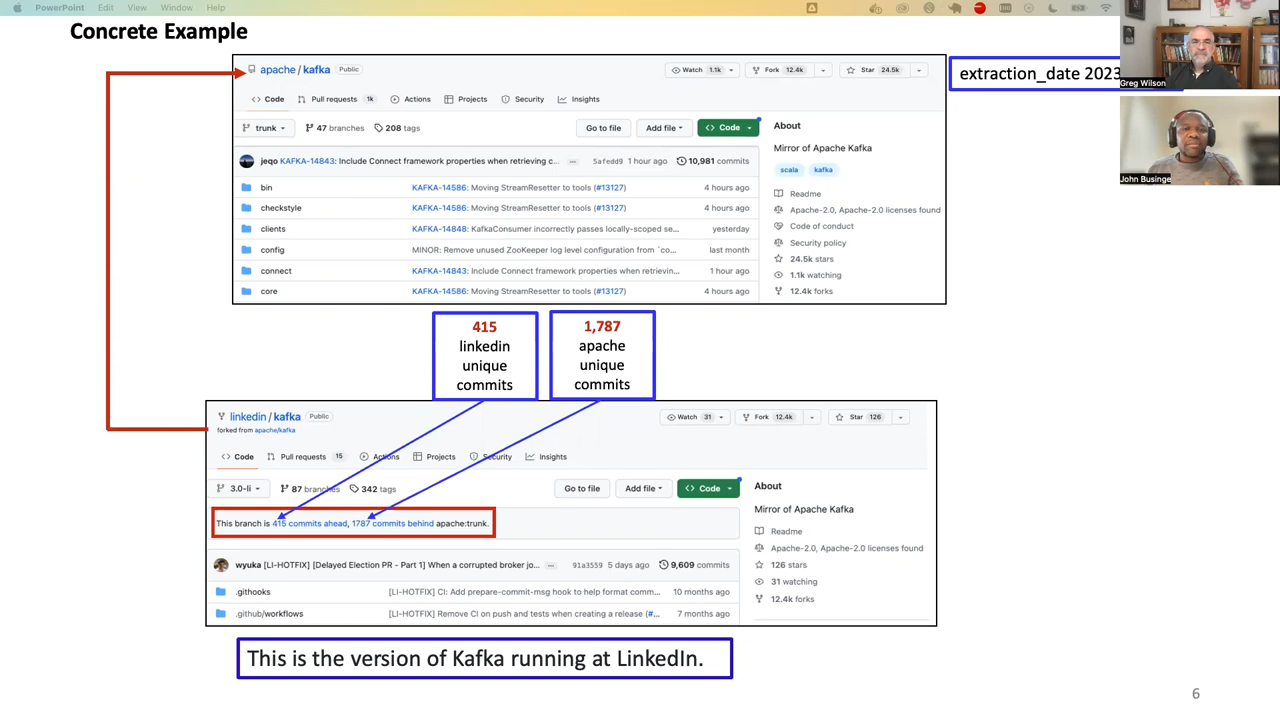 PowerPoint Edit View Window Help
Concrete Example
apache/kafka Public
Watch 1.1k Fork 12.4k Star 24.5k
extraction_date 2023
Greg Wilson
Code Pull requests 1k Actions Projects Security Insights
trunk 47 branches 208 tags Go to file Add file Code
About
Mirror of Apache Kafka
scala kafka
jeqo KAFKA-14843: Include Connect framework properties when retrieving c... 5afedd9 1 hour ago 10,981 commits
bin KAFKA-14586: Moving StreamResetter to tools (#13127) 4 hours ago
checkstyle KAFKA-14586: Moving StreamResetter to tools (#13127) 4 hours ago
clients KAFKA-14848: KafkaConsumer incorrectly passes locally-scoped se... yesterday
config MINOR: Remove unused ZooKeeper log level configuration from `co... last month
connect KAFKA-14843: Include Connect framework properties when retrievin... 1 hour ago
core KAFKA-14586: Moving StreamResetter to tools (#13127) 4 hours ago
Readme
Apache-2.0, Apache-2.0 licenses found
Code of conduct
Security policy
24.5k stars
1.1k watching
12.4k forks
John Businge
415
linkedin
unique
commits
1,787
apache
unique
commits
linkedin/kafka Public
forked from apache/kafka
Watch 31 Fork 12.4k Star 126
Code Pull requests 15 Actions Projects Security Insights
3.0-li 87 branches 342 tags Go to file Add file Code
This branch is 415 commits ahead, 1787 commits behind apache:trunk.
wyuka [LI-HOTFIX] [Delayed Election PR - Part 1] When a corrupted broker jo... 91a3559 5 days ago 9,609 commits
.githooks [LI-HOTFIX] CI: Add prepare-commit-msg hook to help format comm... 10 months ago
.github/workflows [LI-HOTFIX] Remove CI on push and tests when creating a release (#... 7 months ago
About
Mirror of Apache Kafka
Readme
Apache-2.0, Apache-2.0 licenses found
126 stars
31 watching
12.4k forks
This is the version of Kafka running at LinkedIn.
6